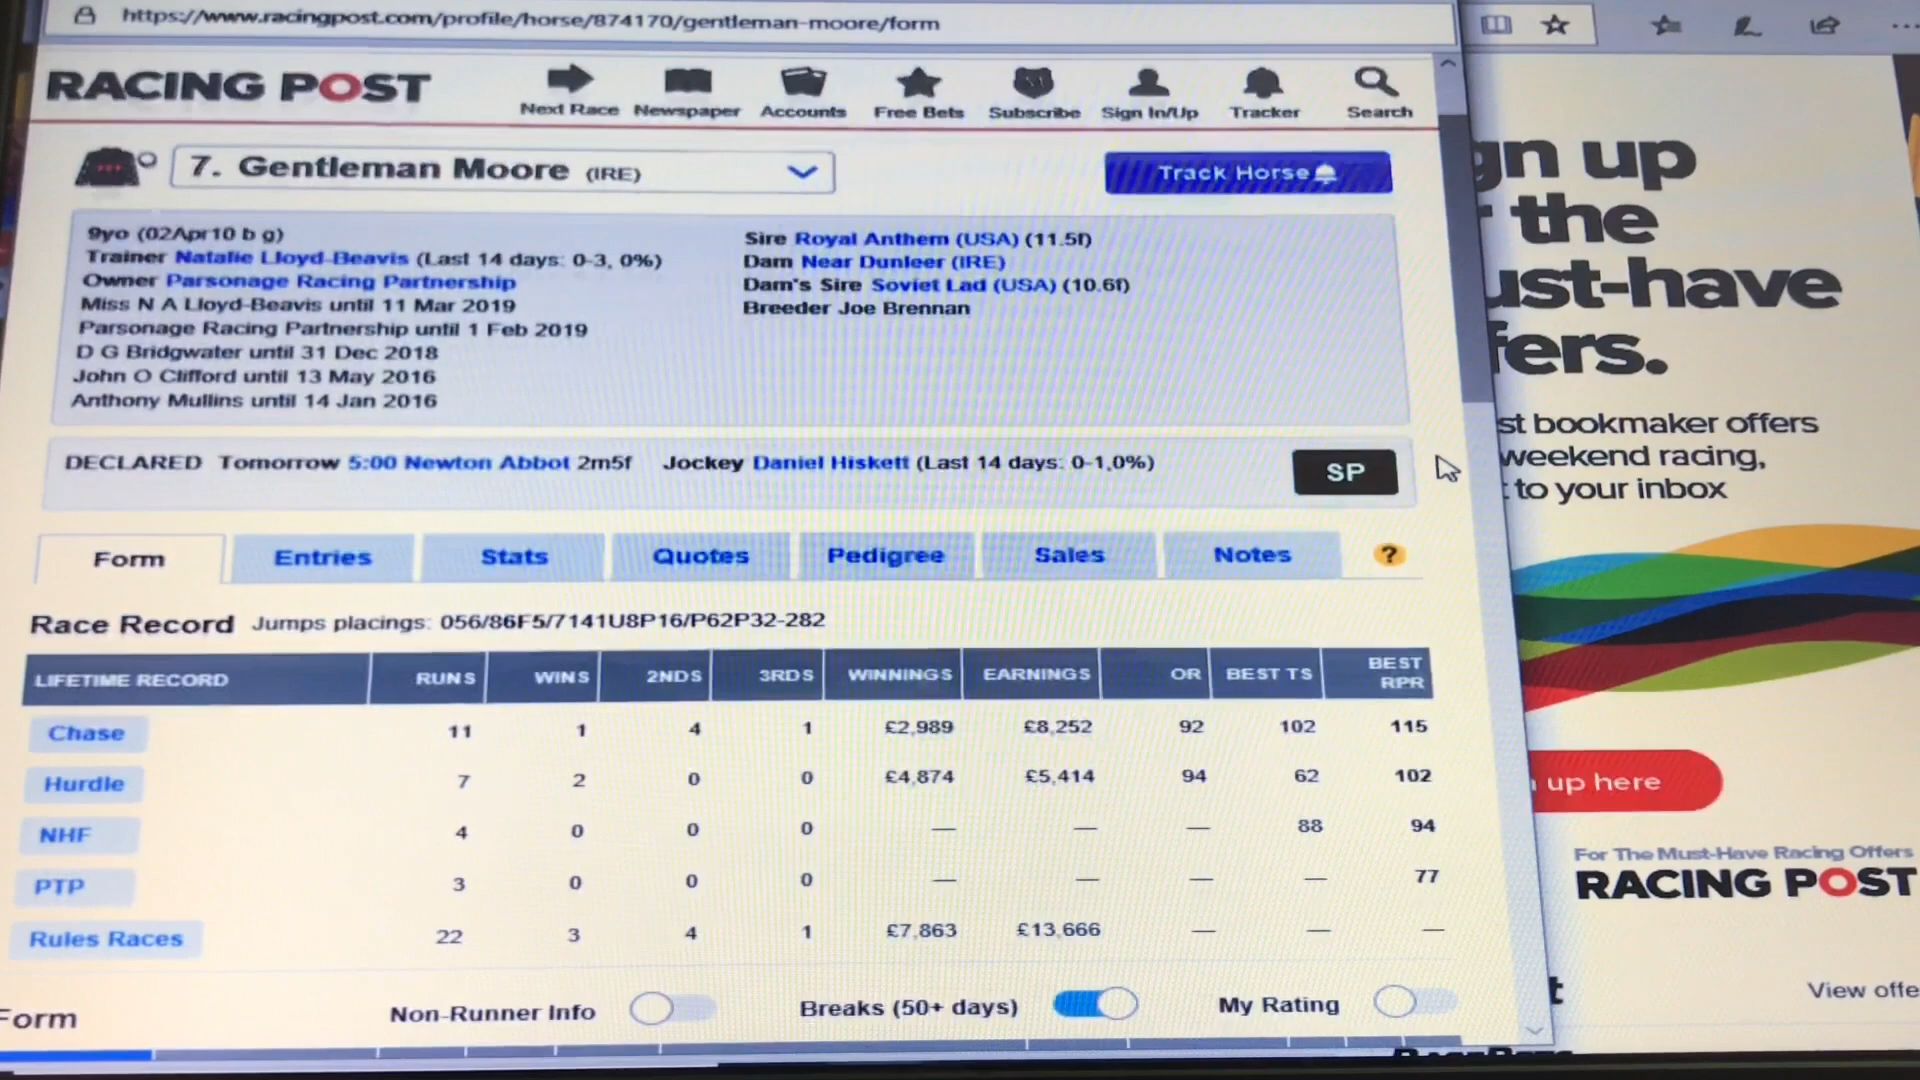 https://www.racingpost.com/profile/horse/874170/gentleman-moore/form
RACING POST
Next Race Newspaper Accounts Free Bets Subscribe Sign In/Up Tracker Search
7. Gentleman Moore (IRE)
Track Horse
9yo (02Apr10 b g)
Trainer Natalie Lloyd-Beavis (Last 14 days: 0-3, 0%)
Owner Parsonage Racing Partnership
Miss N A Lloyd-Beavis until 11 Mar 2019
Parsonage Racing Partnership until 1 Feb 2019
D G Bridgwater until 31 Dec 2018
John O Clifford until 13 May 2016
Anthony Mullins until 14 Jan 2016
Sire Royal Anthem (USA) (11.5f)
Dam Near Dunleer (IRE)
Dam's Sire Soviet Lad (USA) (10.6f)
Breeder Joe Brennan
DECLARED Tomorrow 5:00 Newton Abbot 2m5f Jockey Daniel Hiskett (Last 14 days: 0-1,0%)
SP
Form Entries Stats Quotes Pedigree Sales Notes ?
Race Record Jumps placings: 056/86F5/7141U8P16/P62P32-282
LIFETIME RECORD RUNS WINS 2NDS 3RDS WINNINGS EARNINGS OR BEST TS BEST RPR
Chase 11 1 4 1 £2,989 £8,252 92 102 115
Hurdle 7 2 0 0 £4,874 £5,414 94 62 102
NHF 4 0 0 0 — — — 88 94
PTP 3 0 0 0 — — — — 77
Rules Races 22 3 4 1 £7,863 £13,666 — — —
Form Non-Runner Info Breaks (50+ days) My Rating
gn up
the
ust-have
fers.
st bookmaker offers
weekend racing,
to your inbox
up here
For The Must-Have Racing Offers
RACING POST
View offe